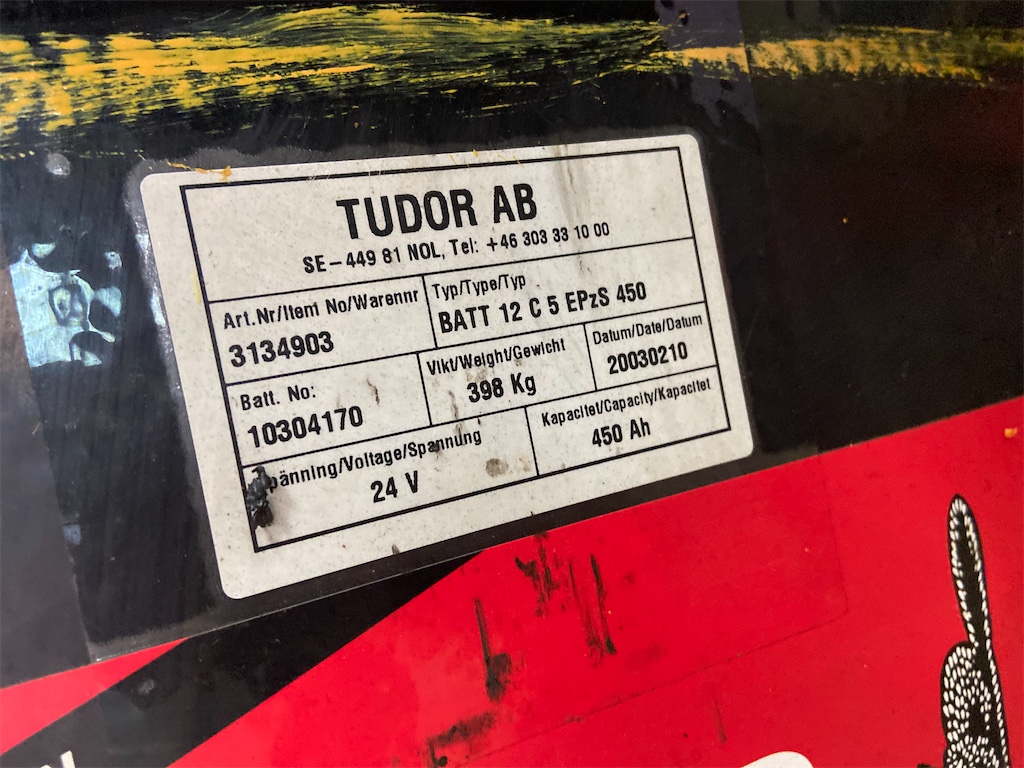 TUDOR AB
SE-449 81 NOL, Tel: +46 303 33 10 00
Art.Nr/Item No/Warennr
3134903
Typ/Type/Typ
BATT 12 C 5 EPzS 450
Batt. No:
10304170
Vikt/Weight/Gewicht
398 Kg
Datum/Date/Datum
20030210
Spänning/Voltage/Spannung
24 V
Kapacitet/Capacity/Kapacitet
450 Ah